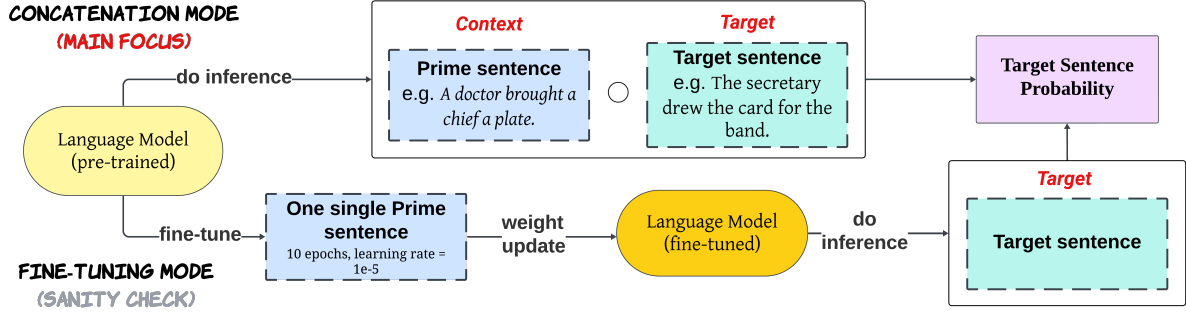 CONCATENATION MODE
(MAIN FOCUS)
do inference
Language Model
(pre-trained)
Context
Prime sentence
e.g. A doctor brought a
chief a plate.
Target
Target sentence
e.g. The secretary
drew the card for the
band.
Target Sentence
Probability
FINE-TUNING MODE
(SANITY CHECK)
fine-tune
One single Prime
sentence
10 epochs, learning rate =
1e-5
weight
update
Language Model
(fine-tuned)
do
inference
Target
Target sentence